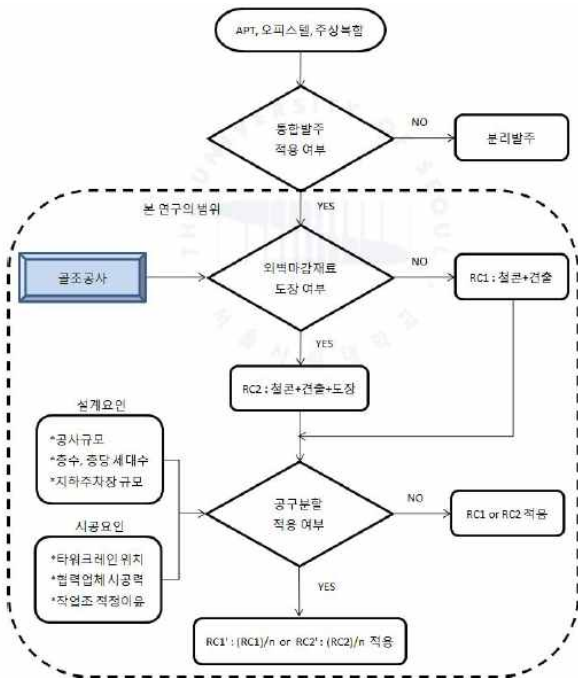 APT, 오피스텔, 주상복합
통합발주
적용 여부
NO
분리발주
YES
본 연구의 범위
골조공사
외벽마감재료
도장 여부
NO
RC1 : 철콘+견출
YES
RC2 : 철콘+견출+도장
설계요인
*공사규모
*층수, 층당 세대수
*지하주차장 규모
공구분할
적용 여부
NO
RC1 or RC2 적용
시공요인
*타워크레인 위치
*협력업체 시공력
*작업조 적정이윤
YES
RC1' : (RC1)/n or RC2' : (RC2)/n 적용